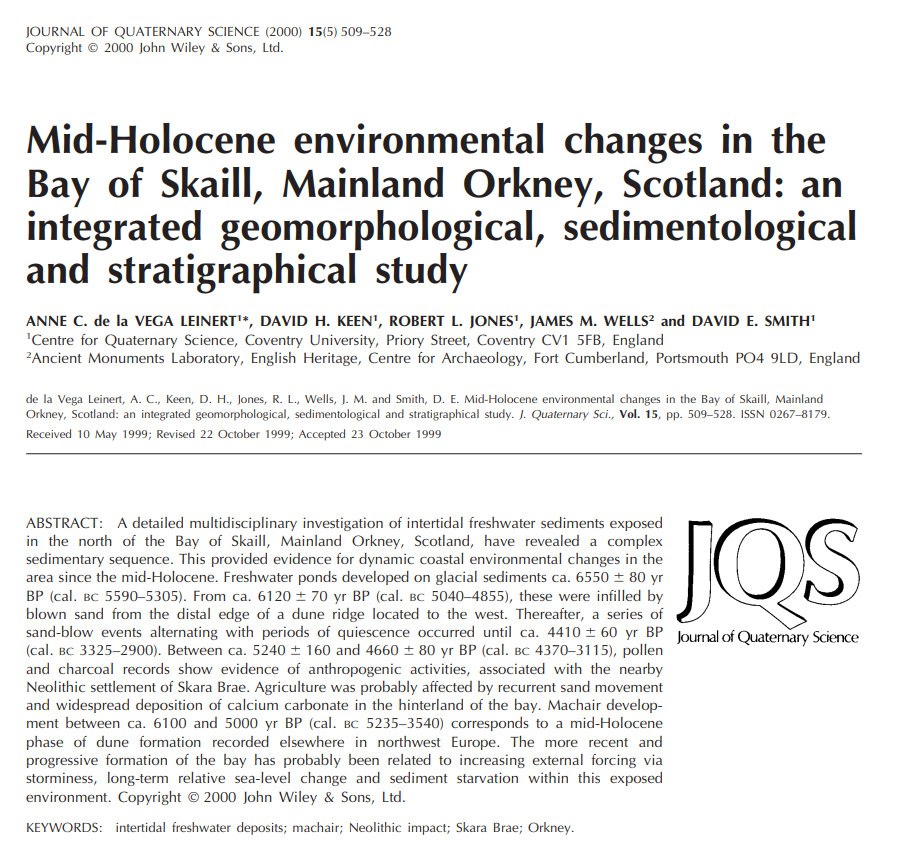 JOURNAL OF QUATERNARY SCIENCE (2000) 15(5) 509–528
Copyright © 2000 John Wiley & Sons, Ltd.
Mid-Holocene environmental changes in the
Bay of Skaill, Mainland Orkney, Scotland: an
integrated geomorphological, sedimentological
and stratigraphical study
ANNE C. de la VEGA LEINERT¹*, DAVID H. KEEN¹, ROBERT L. JONES¹, JAMES M. WELLS² and DAVID E. SMITH¹
¹Centre for Quaternary Science, Coventry University, Priory Street, Coventry CV1 5FB, England
²Ancient Monuments Laboratory, English Heritage, Centre for Archaeology, Fort Cumberland, Portsmouth PO4 9LD, England
de la Vega Leinert, A. C., Keen, D. H., Jones, R. L., Wells, J. M. and Smith, D. E. Mid-Holocene environmental changes in the Bay of Skaill, Mainland
Orkney, Scotland: an integrated geomorphological, sedimentological and stratigraphical study. J. Quaternary Sci., Vol. 15, pp. 509–528. ISSN 0267–8179.
Received 10 May 1999; Revised 22 October 1999; Accepted 23 October 1999
ABSTRACT: A detailed multidisciplinary investigation of intertidal freshwater sediments exposed
in the north of the Bay of Skaill, Mainland Orkney, Scotland, have revealed a complex
sedimentary sequence. This provided evidence for dynamic coastal environmental changes in the
area since the mid-Holocene. Freshwater ponds developed on glacial sediments ca. 6550 ± 80 yr
BP (cal. BC 5590–5305). From ca. 6120 ± 70 yr BP (cal. BC 5040–4855), these were infilled by
blown sand from the distal edge of a dune ridge located to the west. Thereafter, a series of
sand-blow events alternating with periods of quiescence occurred until ca. 4410 ± 60 yr BP
(cal. BC 3325–2900). Between ca. 5240 ± 160 and 4660 ± 80 yr BP (cal. BC 4370–3115), pollen
and charcoal records show evidence of anthropogenic activities, associated with the nearby
Neolithic settlement of Skara Brae. Agriculture was probably affected by recurrent sand movement
and widespread deposition of calcium carbonate in the hinterland of the bay. Machair develop-
ment between ca. 6100 and 5000 yr BP (cal. BC 5235–3540) corresponds to a mid-Holocene
phase of dune formation recorded elsewhere in northwest Europe. The more recent and
progressive formation of the bay has probably been related to increasing external forcing via
storminess, long-term relative sea-level change and sediment starvation within this exposed
environment. Copyright © 2000 John Wiley & Sons, Ltd.
JQS
Journal of Quaternary Science
KEYWORDS: intertidal freshwater deposits; machair; Neolithic impact; Skara Brae; Orkney.